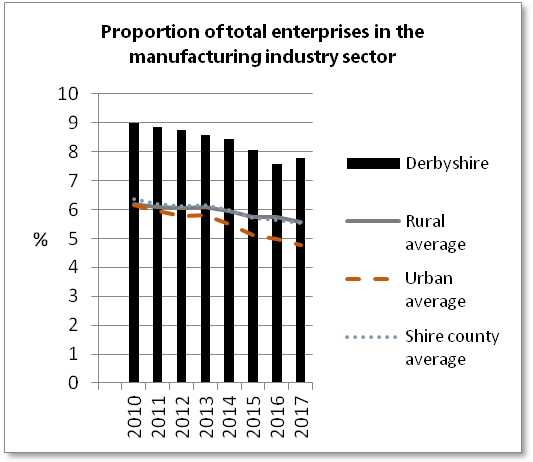 Proportion of total enterprises in the
manufacturing industry sector
10
9
8
7
6
5
4
3
2
1
0
%
2010
2011
2012
2013
2014
2015
2016
2017
Derbyshire
Rural
average
Urban
average
Shire county
average